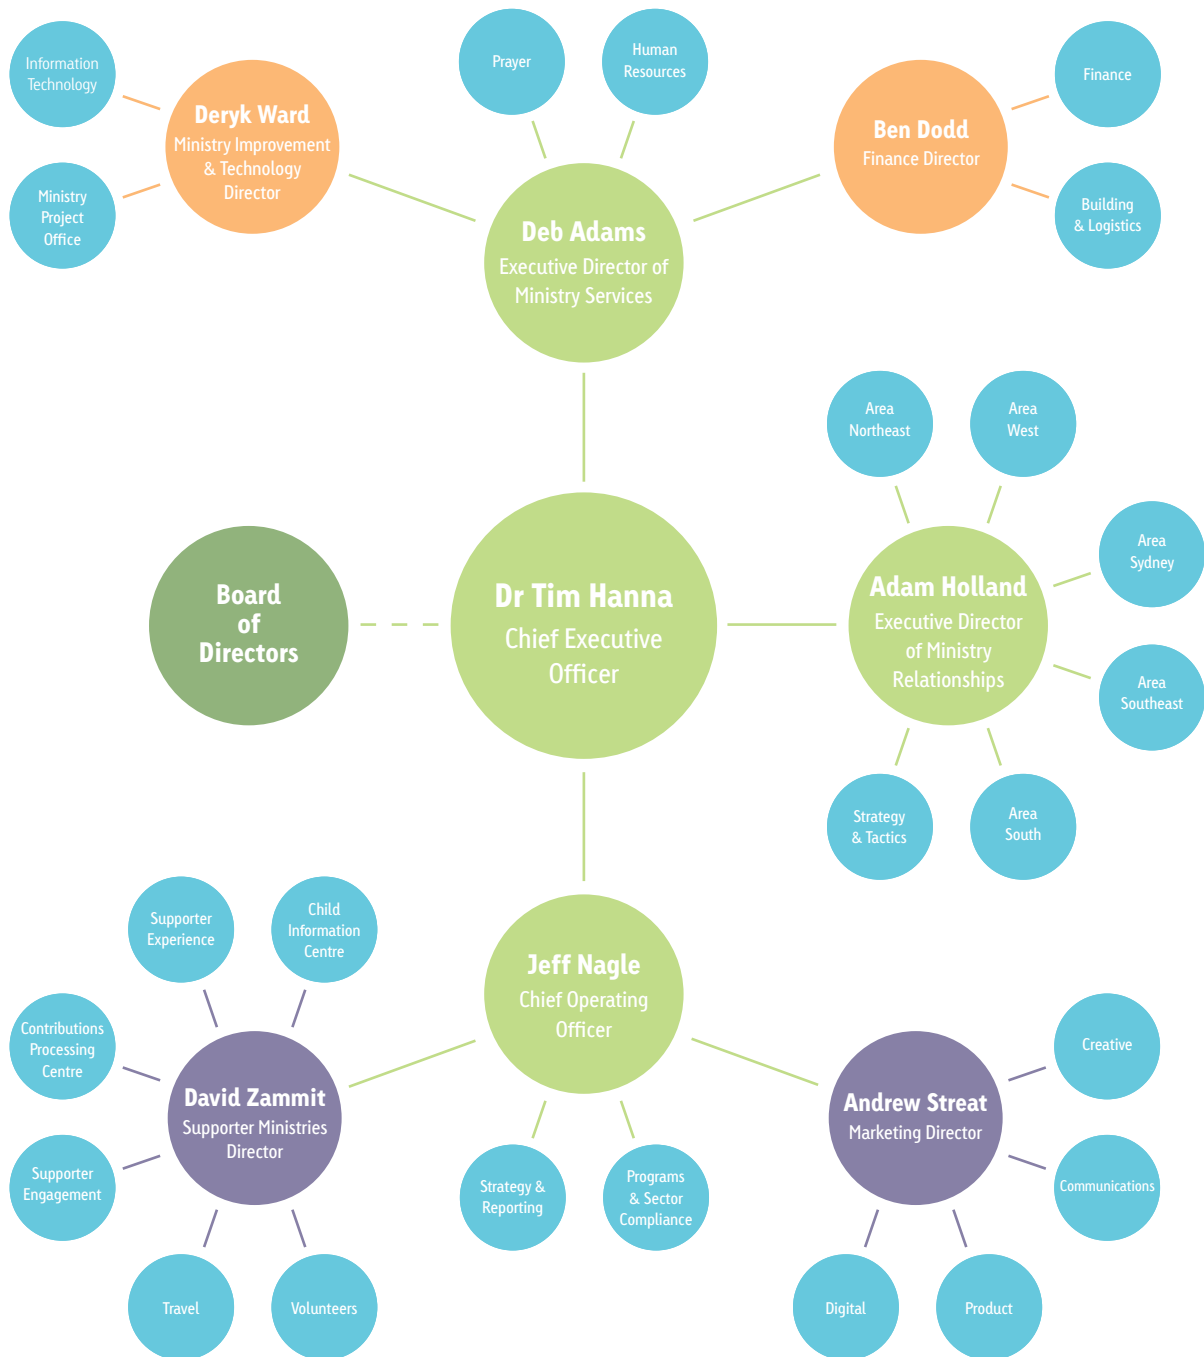 Information
Technology
Ministry
Project
Office
Deryk Ward
Ministry Improvement
& Technology
Director
Prayer
Human
Resources
Deb Adams
Executive Director of
Ministry Services
Ben Dodd
Finance Director
Finance
Building
& Logistics
Board
of
Directors
Dr Tim Hanna
Chief Executive
Officer
Area
Northeast
Area
West
Area
Sydney
Adam Holland
Executive Director
of Ministry
Relationships
Area
Southeast
Strategy
& Tactics
Area
South
Supporter
Experience
Child
Information
Centre
Contributions
Processing
Centre
David Zammit
Supporter Ministries
Director
Supporter
Engagement
Travel
Volunteers
Jeff Nagle
Chief Operating
Officer
Strategy &
Reporting
Programs
& Sector
Compliance
Andrew Streat
Marketing Director
Creative
Communications
Digital
Product